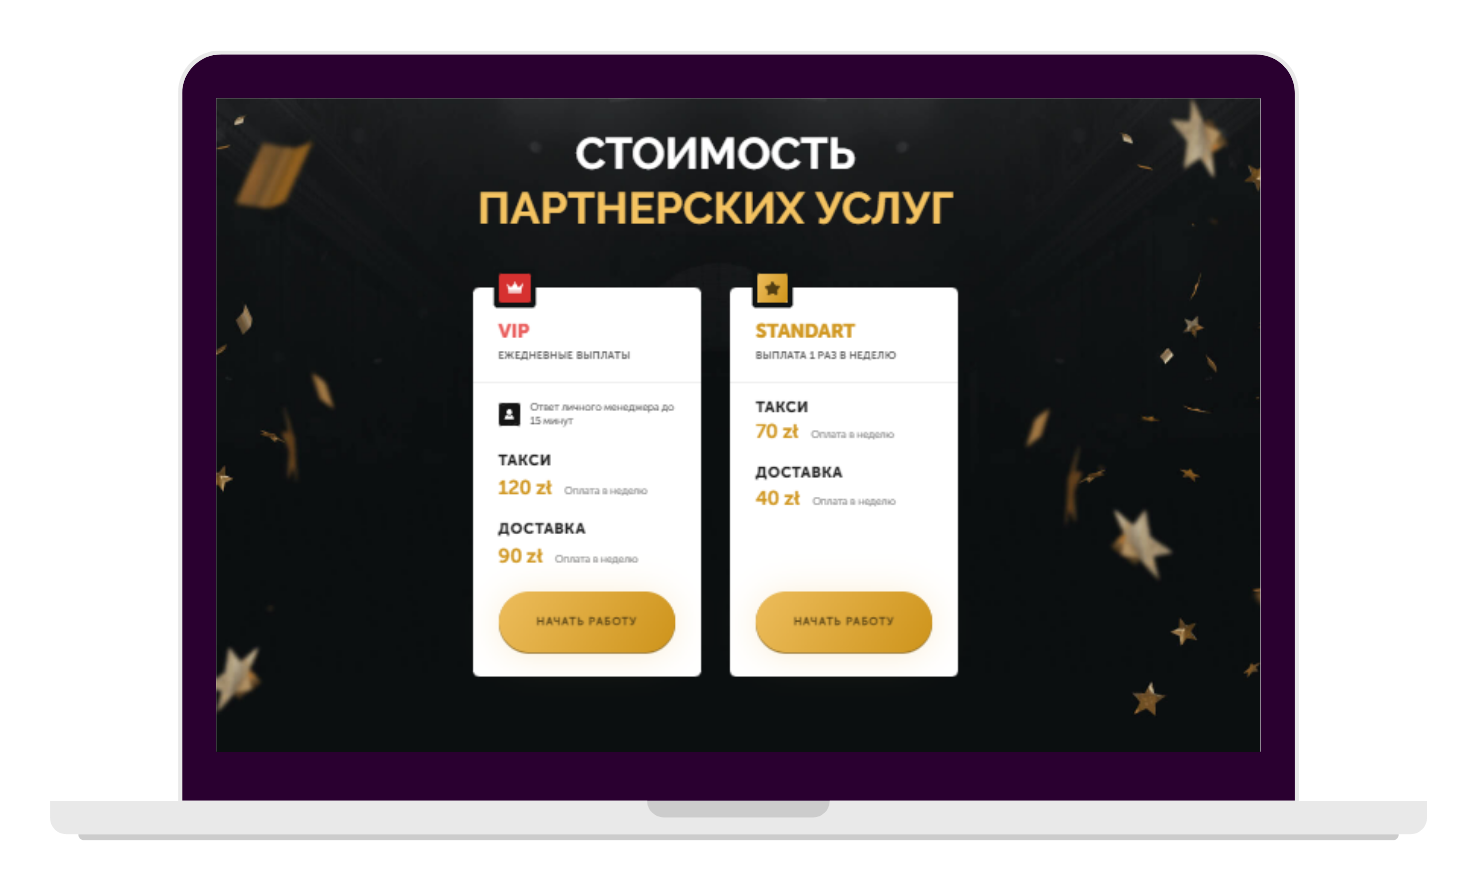 СТОИМОСТЬ
ПАРТНЕРСКИХ УСЛУГ
VIP
ЕЖЕДНЕВНЫЕ ВЫПЛАТЫ
Ответ личного менеджера до
15 минут
ТАКСИ
120 zł Оплата в неделю
ДОСТАВКА
90 zł Оплата в неделю
НАЧАТЬ РАБОТУ
STANDART
ВЫПЛАТА 1 РАЗ В НЕДЕЛЮ
ТАКСИ
70 zł Оплата в неделю
ДОСТАВКА
40 zł Оплата в неделю
НАЧАТЬ РАБОТУ